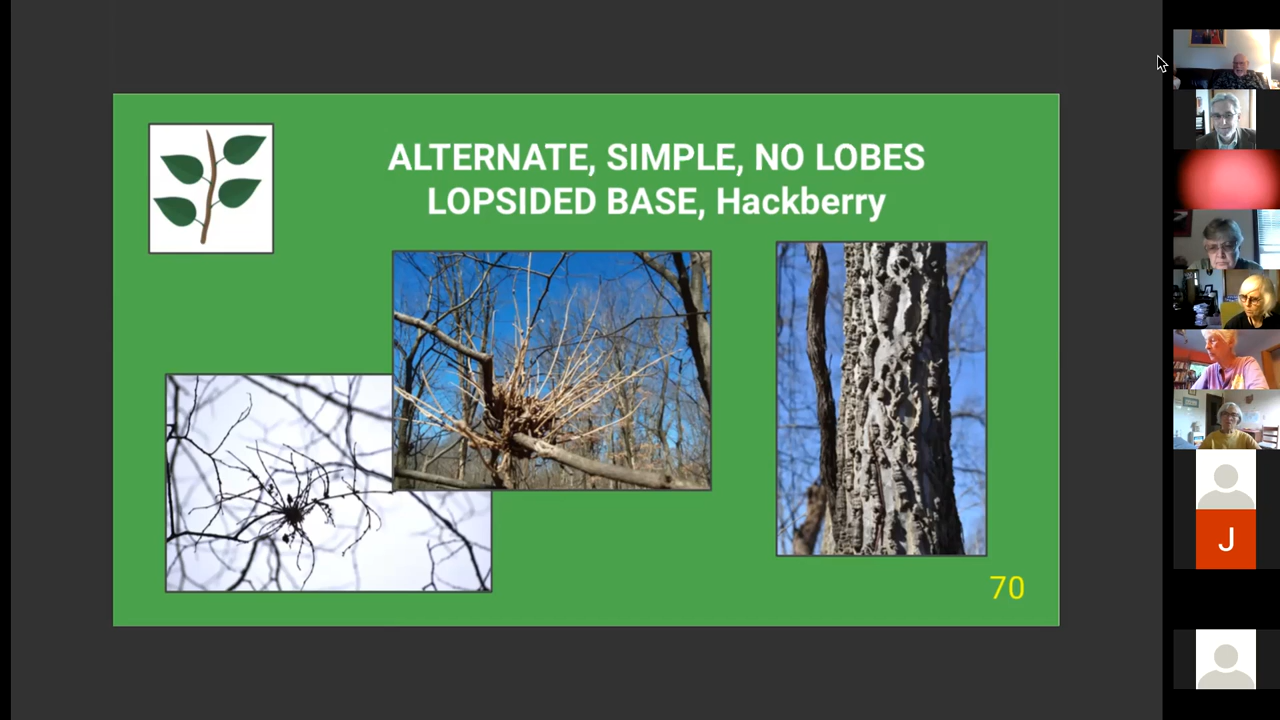 ALTERNATE, SIMPLE, NO LOBES
LOPSIDED BASE, Hackberry
70
J